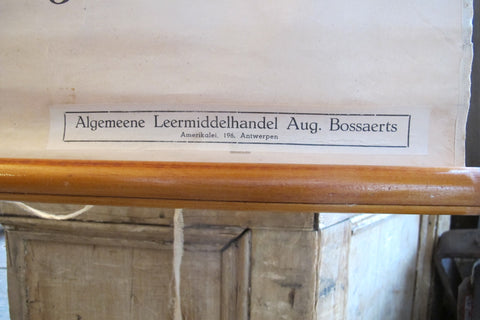 Algemeene Leermiddelhandel Aug. Bossaerts
Amerikalei, 196, Antwerpen